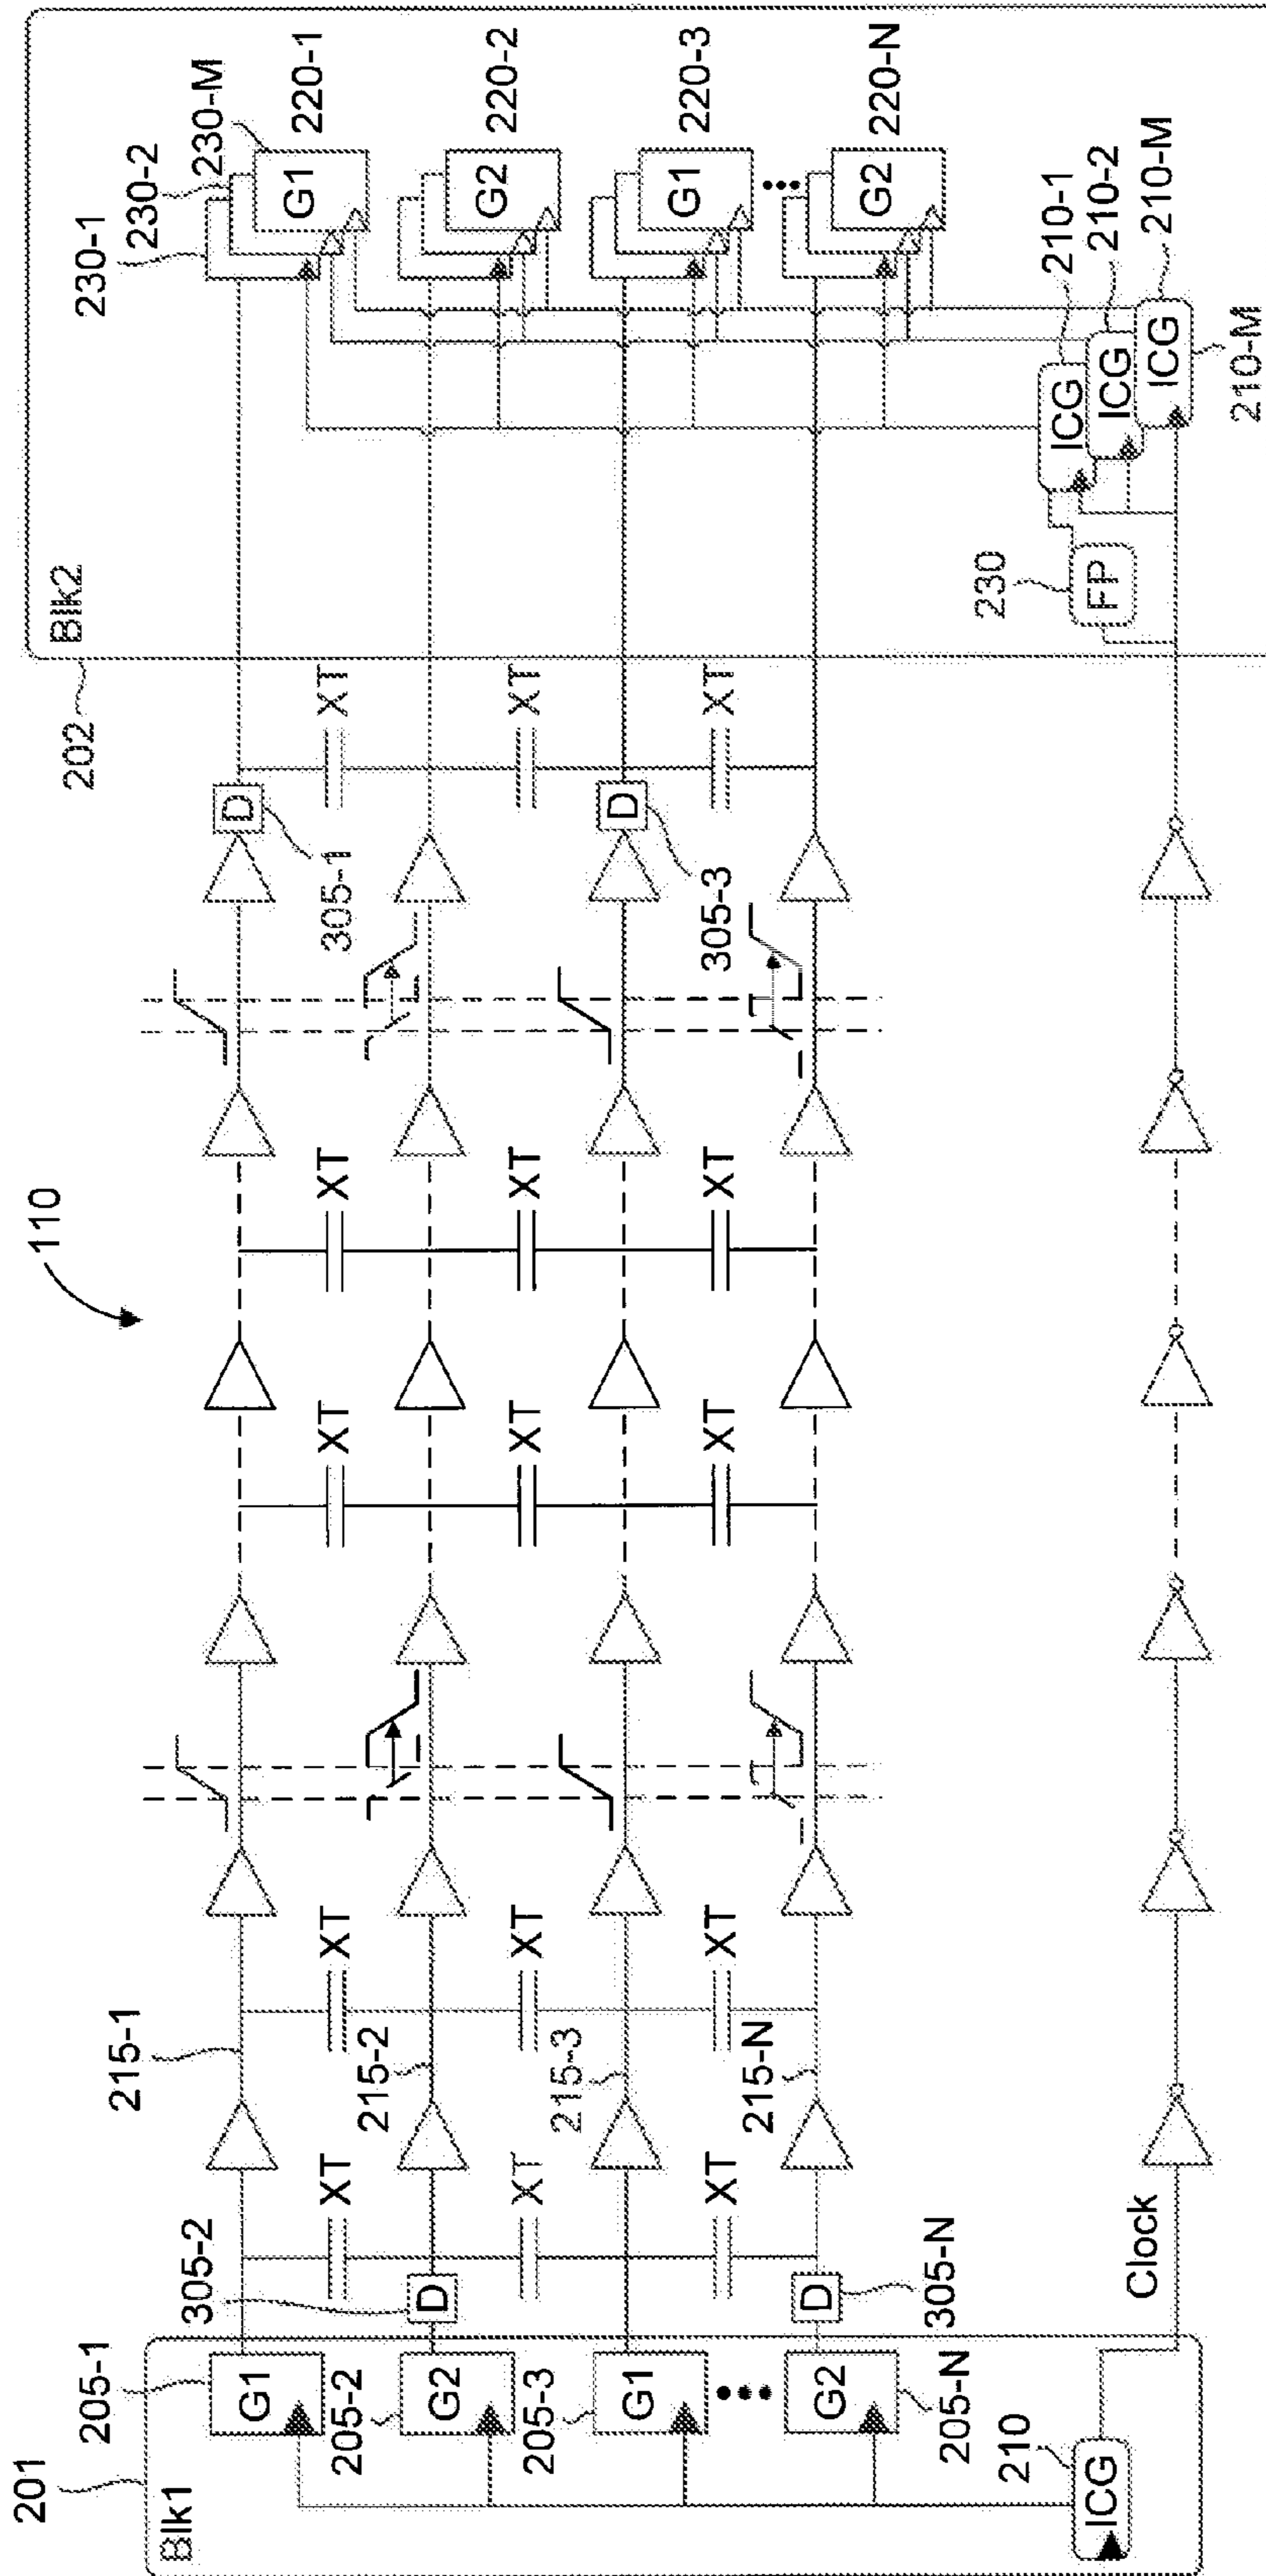 110
201
Blk1
205-1
G1
205-2
G2
205-3
G1
205-N
G2
210
ICG
305-2
D
305-N
D
XT
XT
XT
215-1
215-2
215-3
215-N
XT
XT
XT
XT
XT
XT
XT
XT
XT
305-1
D
305-3
D
XT
XT
XT
Clock
202
Blk2
230-1
230-2
230-M
G1
220-1
G2
220-2
G1
220-3
G2
220-N
230
FP
ICG
210-1
ICG
210-2
ICG
210-M
210-M